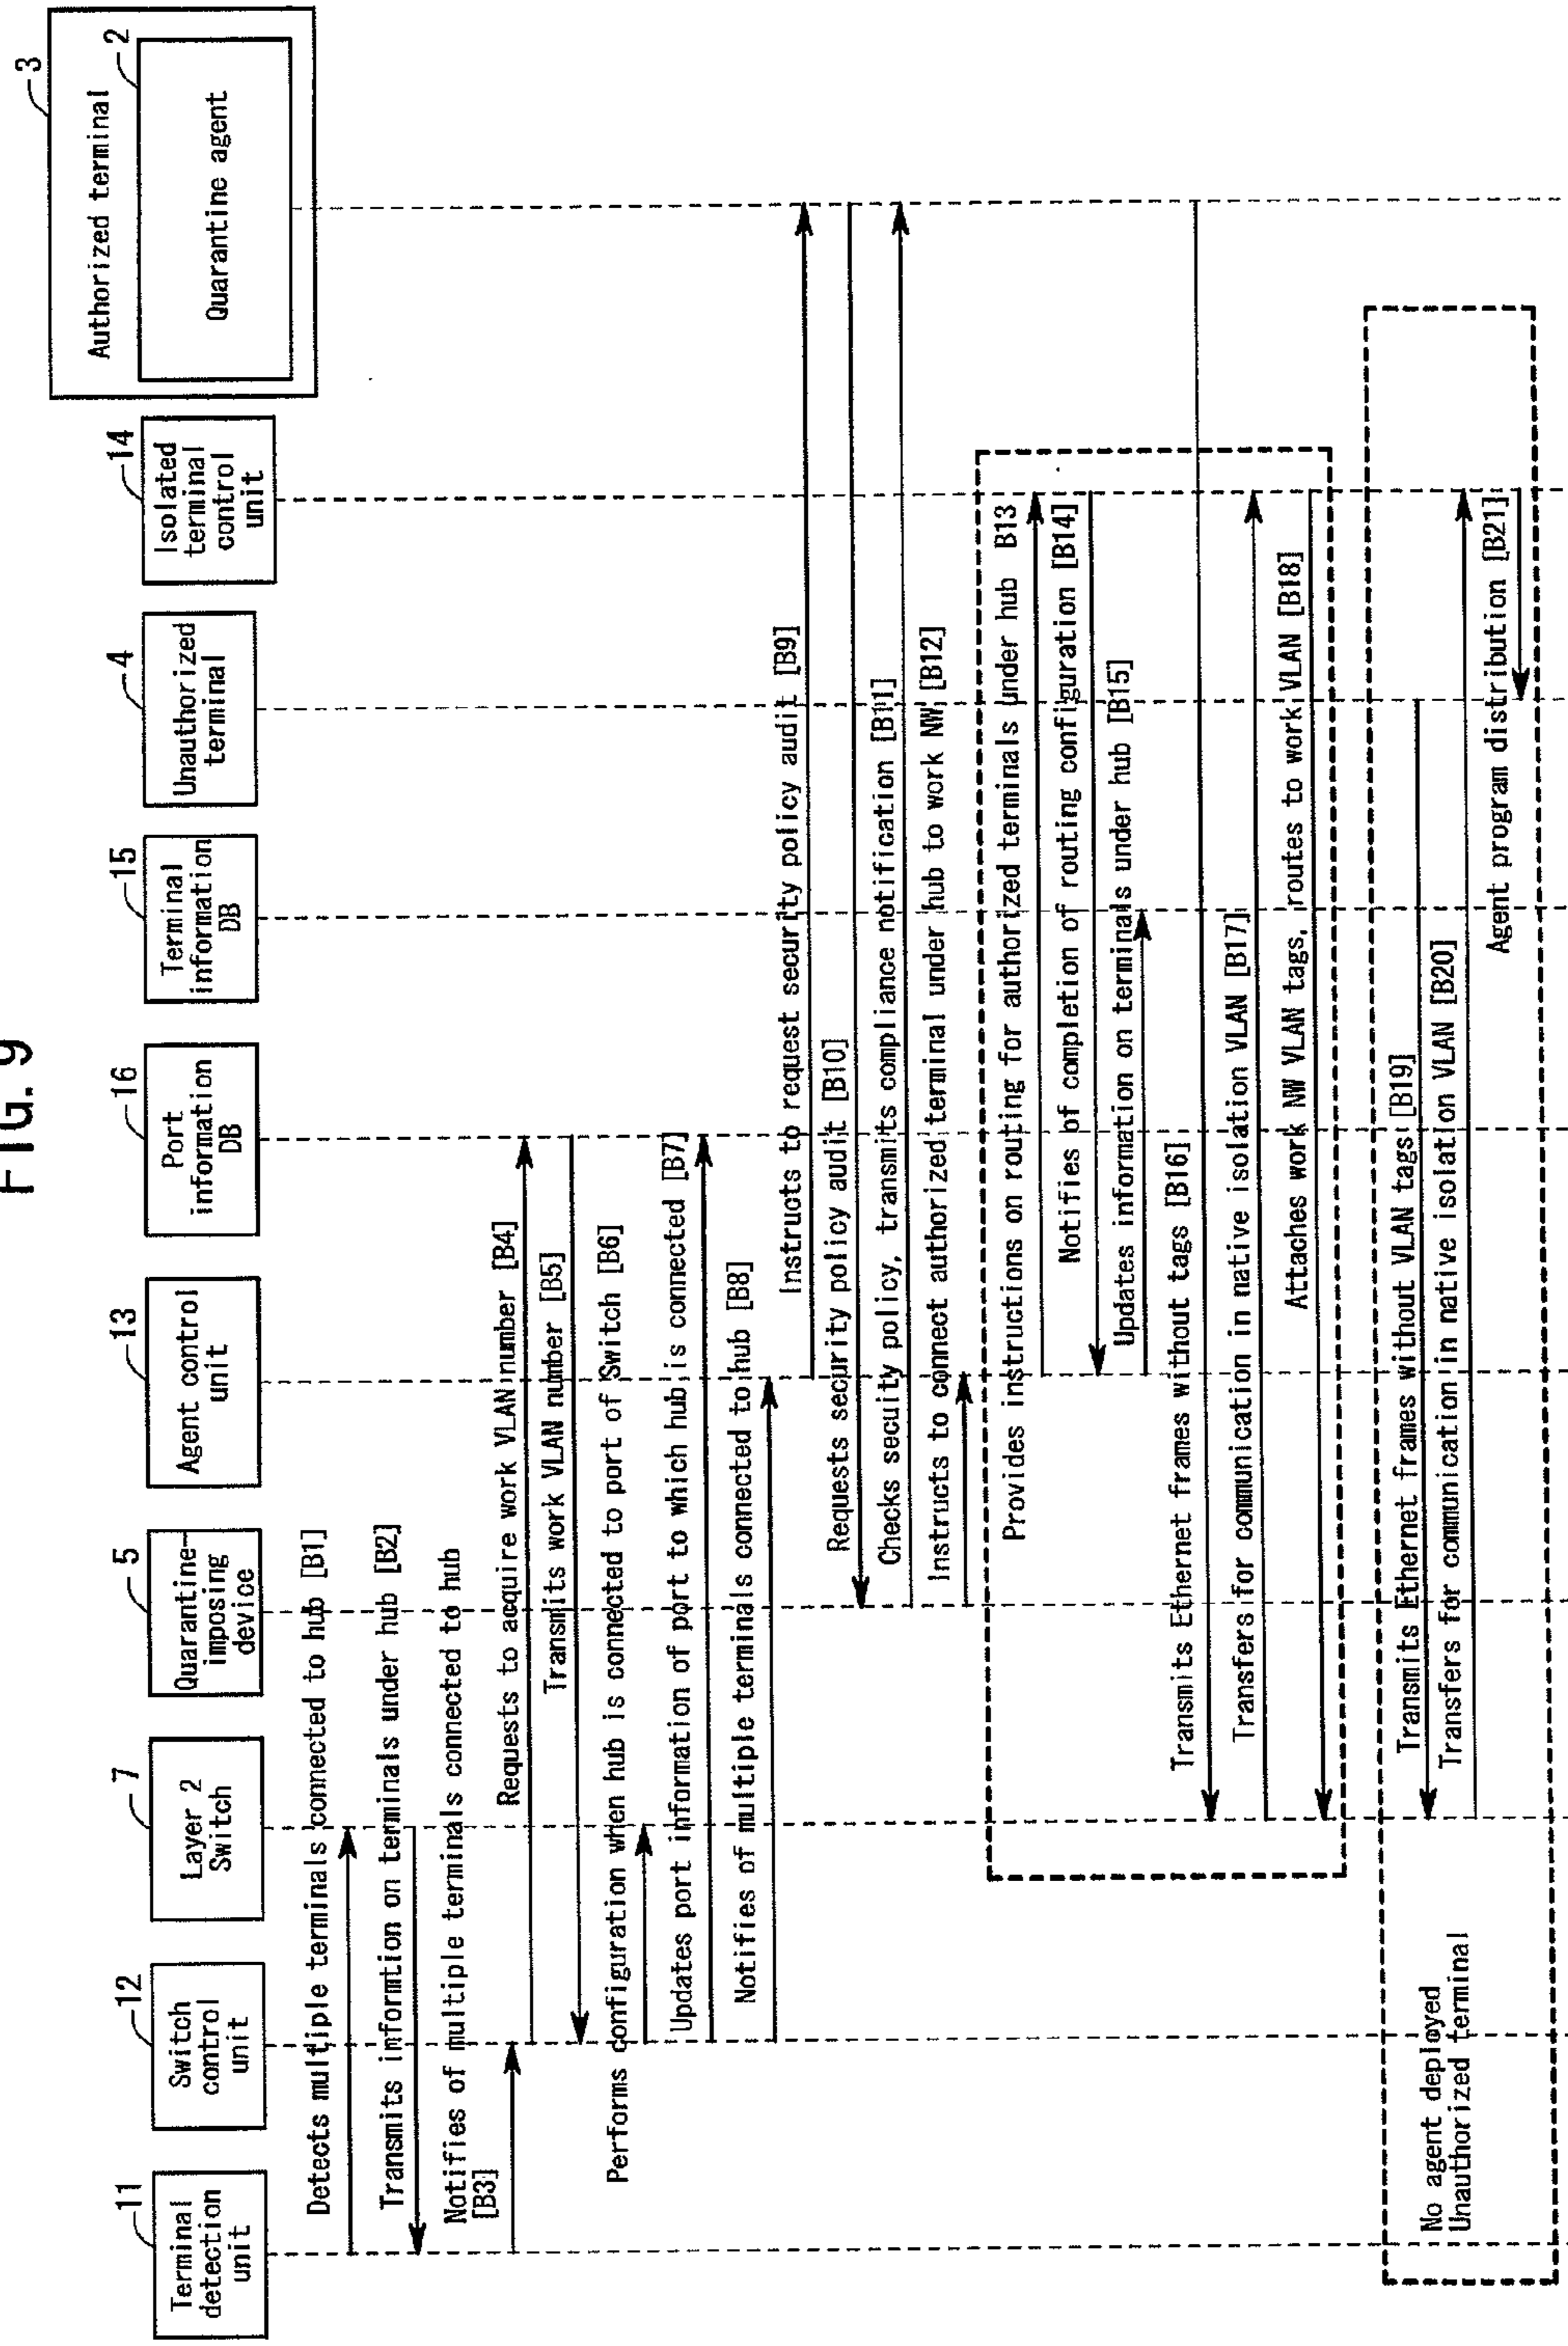 FIG. 9
11
Terminal
detection
unit
12
Switch
control
unit
7
Layer 2
Switch
5
Quarantine-
imposing
device
13
Agent control
unit
16
Port
information
DB
15
Terminal
information
DB
4
Unauthorized
terminal
14
Isolated
terminal
control
unit
3
Authorized terminal
2
Quarantine agent
Detects multiple terminals connected to hub [B1]
Transmits informtion on terminals under hub [B2]
Notifies of multiple terminals connected to hub
[B3]
Requests to acquire work VLAN number [B4]
Transmits work VLAN number [B5]
Performs configuration when hub is connected to port of Switch [B6]
Updates port information of port to which hub is connected [B7]
Notifies of multiple terminals connected to hub [B8]
Instructs to request security policy audit [B9]
Requests security policy audit [B10]
Checks secuity policy, transmits compliance notification [B11]
Instructs to connect authorized terminal under hub to work NW [B12]
Provides instructions on routing for authorized terminals under hub B13
Notifies of completion of routing configuration [B14]
Updates information on terminals under hub [B15]
Transmits Ethernet frames without tags [B16]
Transfers for communication in native isolation VLAN [B17]
Attaches work NW VLAN tags, routes to work VLAN [B18]
No agent deployed
Unauthorized terminal
Transmits Ethernet frames without VLAN tags [B19]
Transfers for communication in native isolation VLAN [B20]
Agent program distribution [B21]